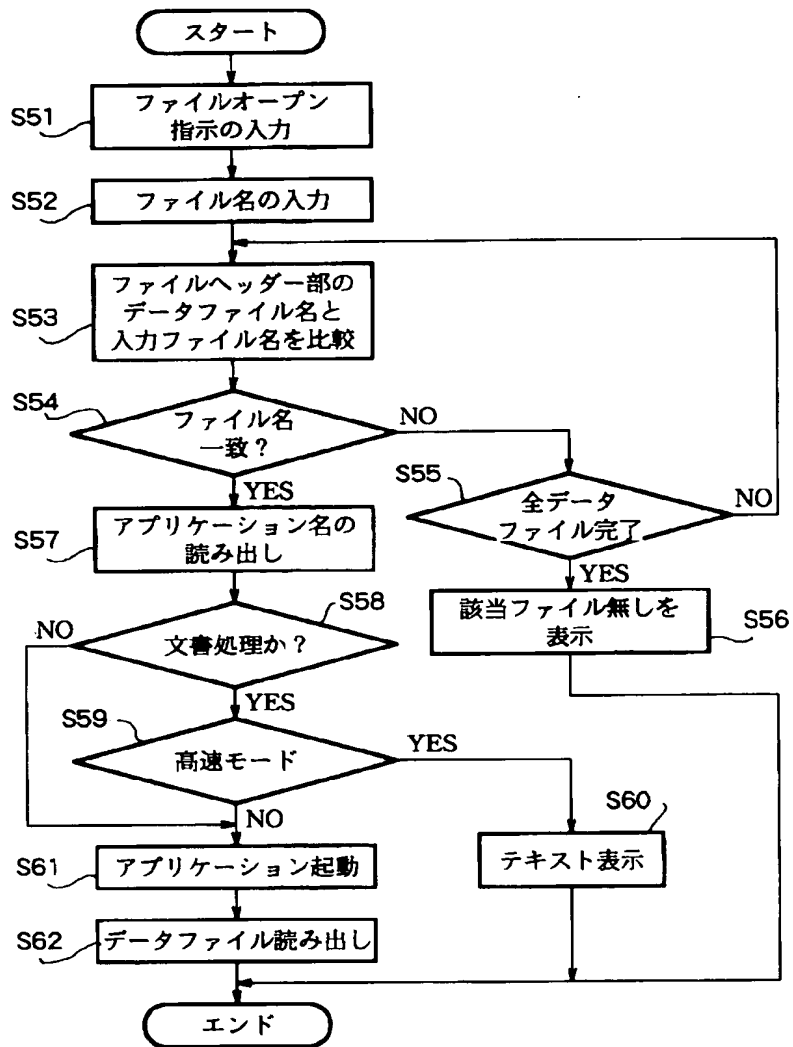 スタート
S51
ファイルオープン
指示の入力
S52
ファイル名の入力
S53
ファイルヘッダー部の
データファイル名と
入力ファイル名を比較
S54
ファイル名
一致?
NO
YES
S55
全データ
ファイル完了
NO
YES
S57
アプリケーション名の
読み出し
該当ファイル無しを
表示
S56
S58
文書処理か?
NO
YES
S59
高速モード
YES
NO
S60
テキスト表示
S61
アプリケーション起動
S62
データファイル読み出し
エンド